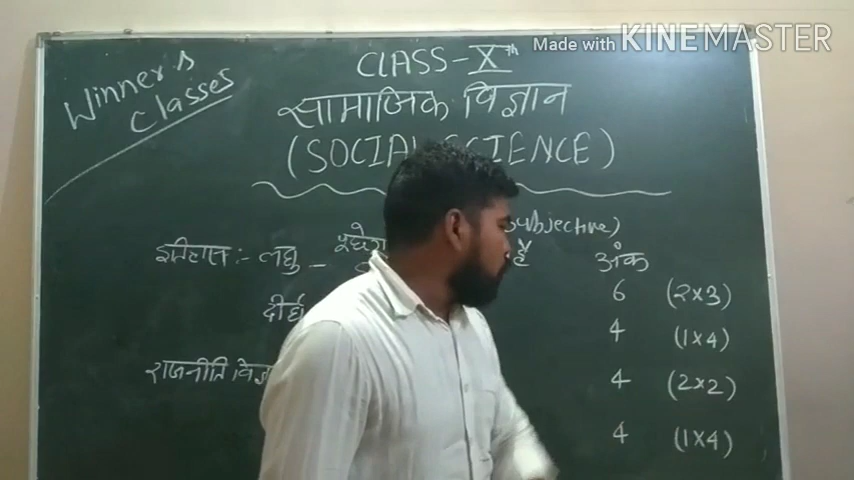 Made with KINEMASTER
Winner's
Classes
CLASS-Xth
सामाजिक विज्ञान
(SOCIAL SCIENCE)
ubjective)
इतिहास:- लघु - हैं अंक
6 (2×3)
दीर्घ 4 (1×4)
राजनीति विज्ञ 4 (2×2)
4 (1×4)